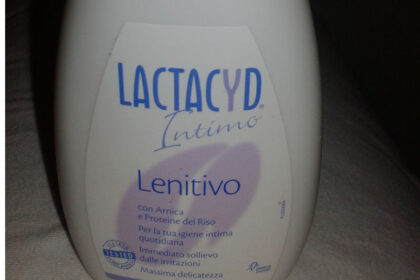 LACTACYD
Intimo
Lenitivo
con Arnica
e Proteine del Riso
Per la tua igiene intima
quotidiana
Immediato sollievo
dalle irritazioni
Massima delicatezza
TESTED